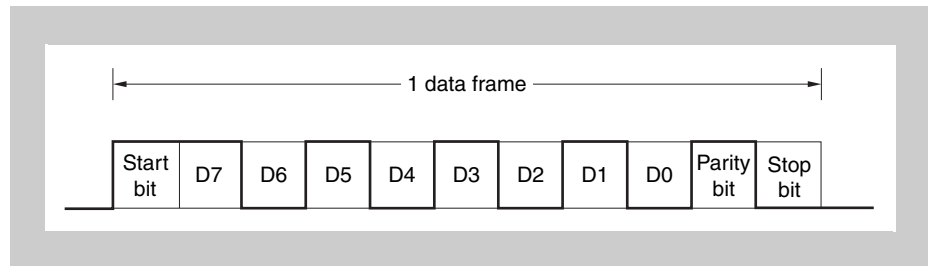 1 data frame
Start bit D7 D6 D5 D4 D3 D2 D1 D0 Parity bit Stop bit